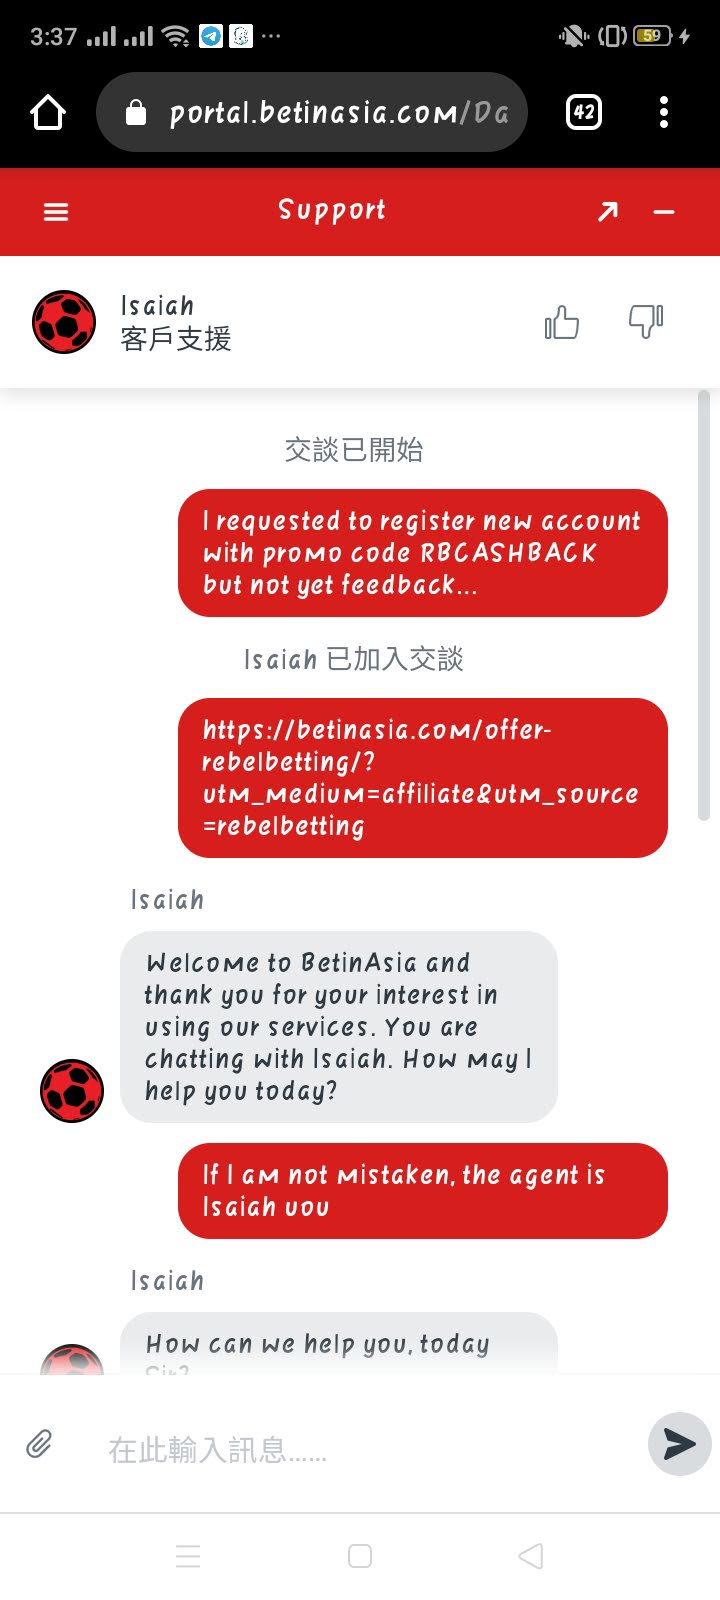 3:37
59
portal.betinasia.com/Da
42
Support
Isaiah
客戶支援
交談已開始
I requested to register new account
with promo code RBCASHBACK
but not yet feedback...
Isaiah 已加入交談
https://betinasia.com/offer-
rebelbetting/?
utm_medium=affiliate&utm_source
=rebelbetting
Isaiah
Welcome to BetinAsia and
thank you for your interest in
using our services. You are
chatting with Isaiah. How may I
help you today?
If I am not mistaken, the agent is
Isaiah uou
Isaiah
How can we help you, today
Sir?
在此輸入訊息......